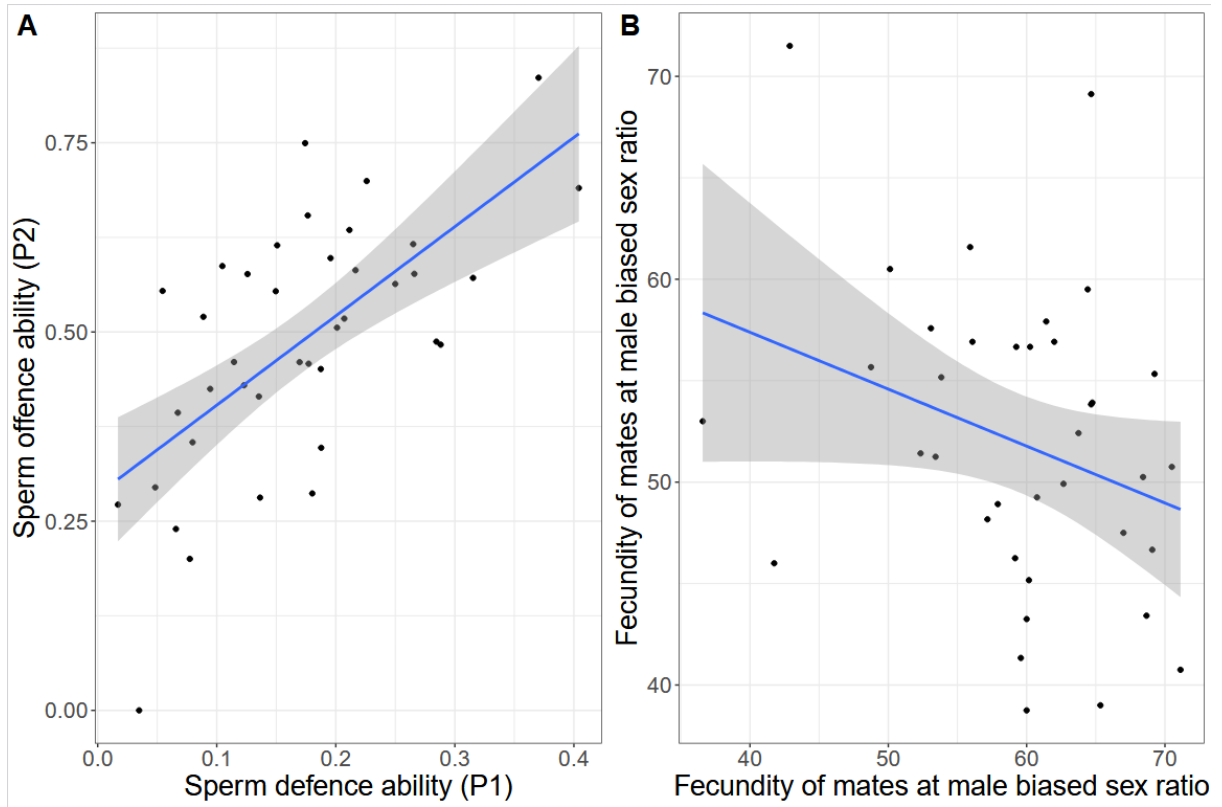 A
Sperm offence ability (P2)
0.75
0.50
0.25
0.00
0.0 0.1 0.2 0.3 0.4
Sperm defence ability (P1)
B
Fecundity of mates at male biased sex ratio
70
60
50
40
40 50 60 70
Fecundity of mates at male biased sex ratio